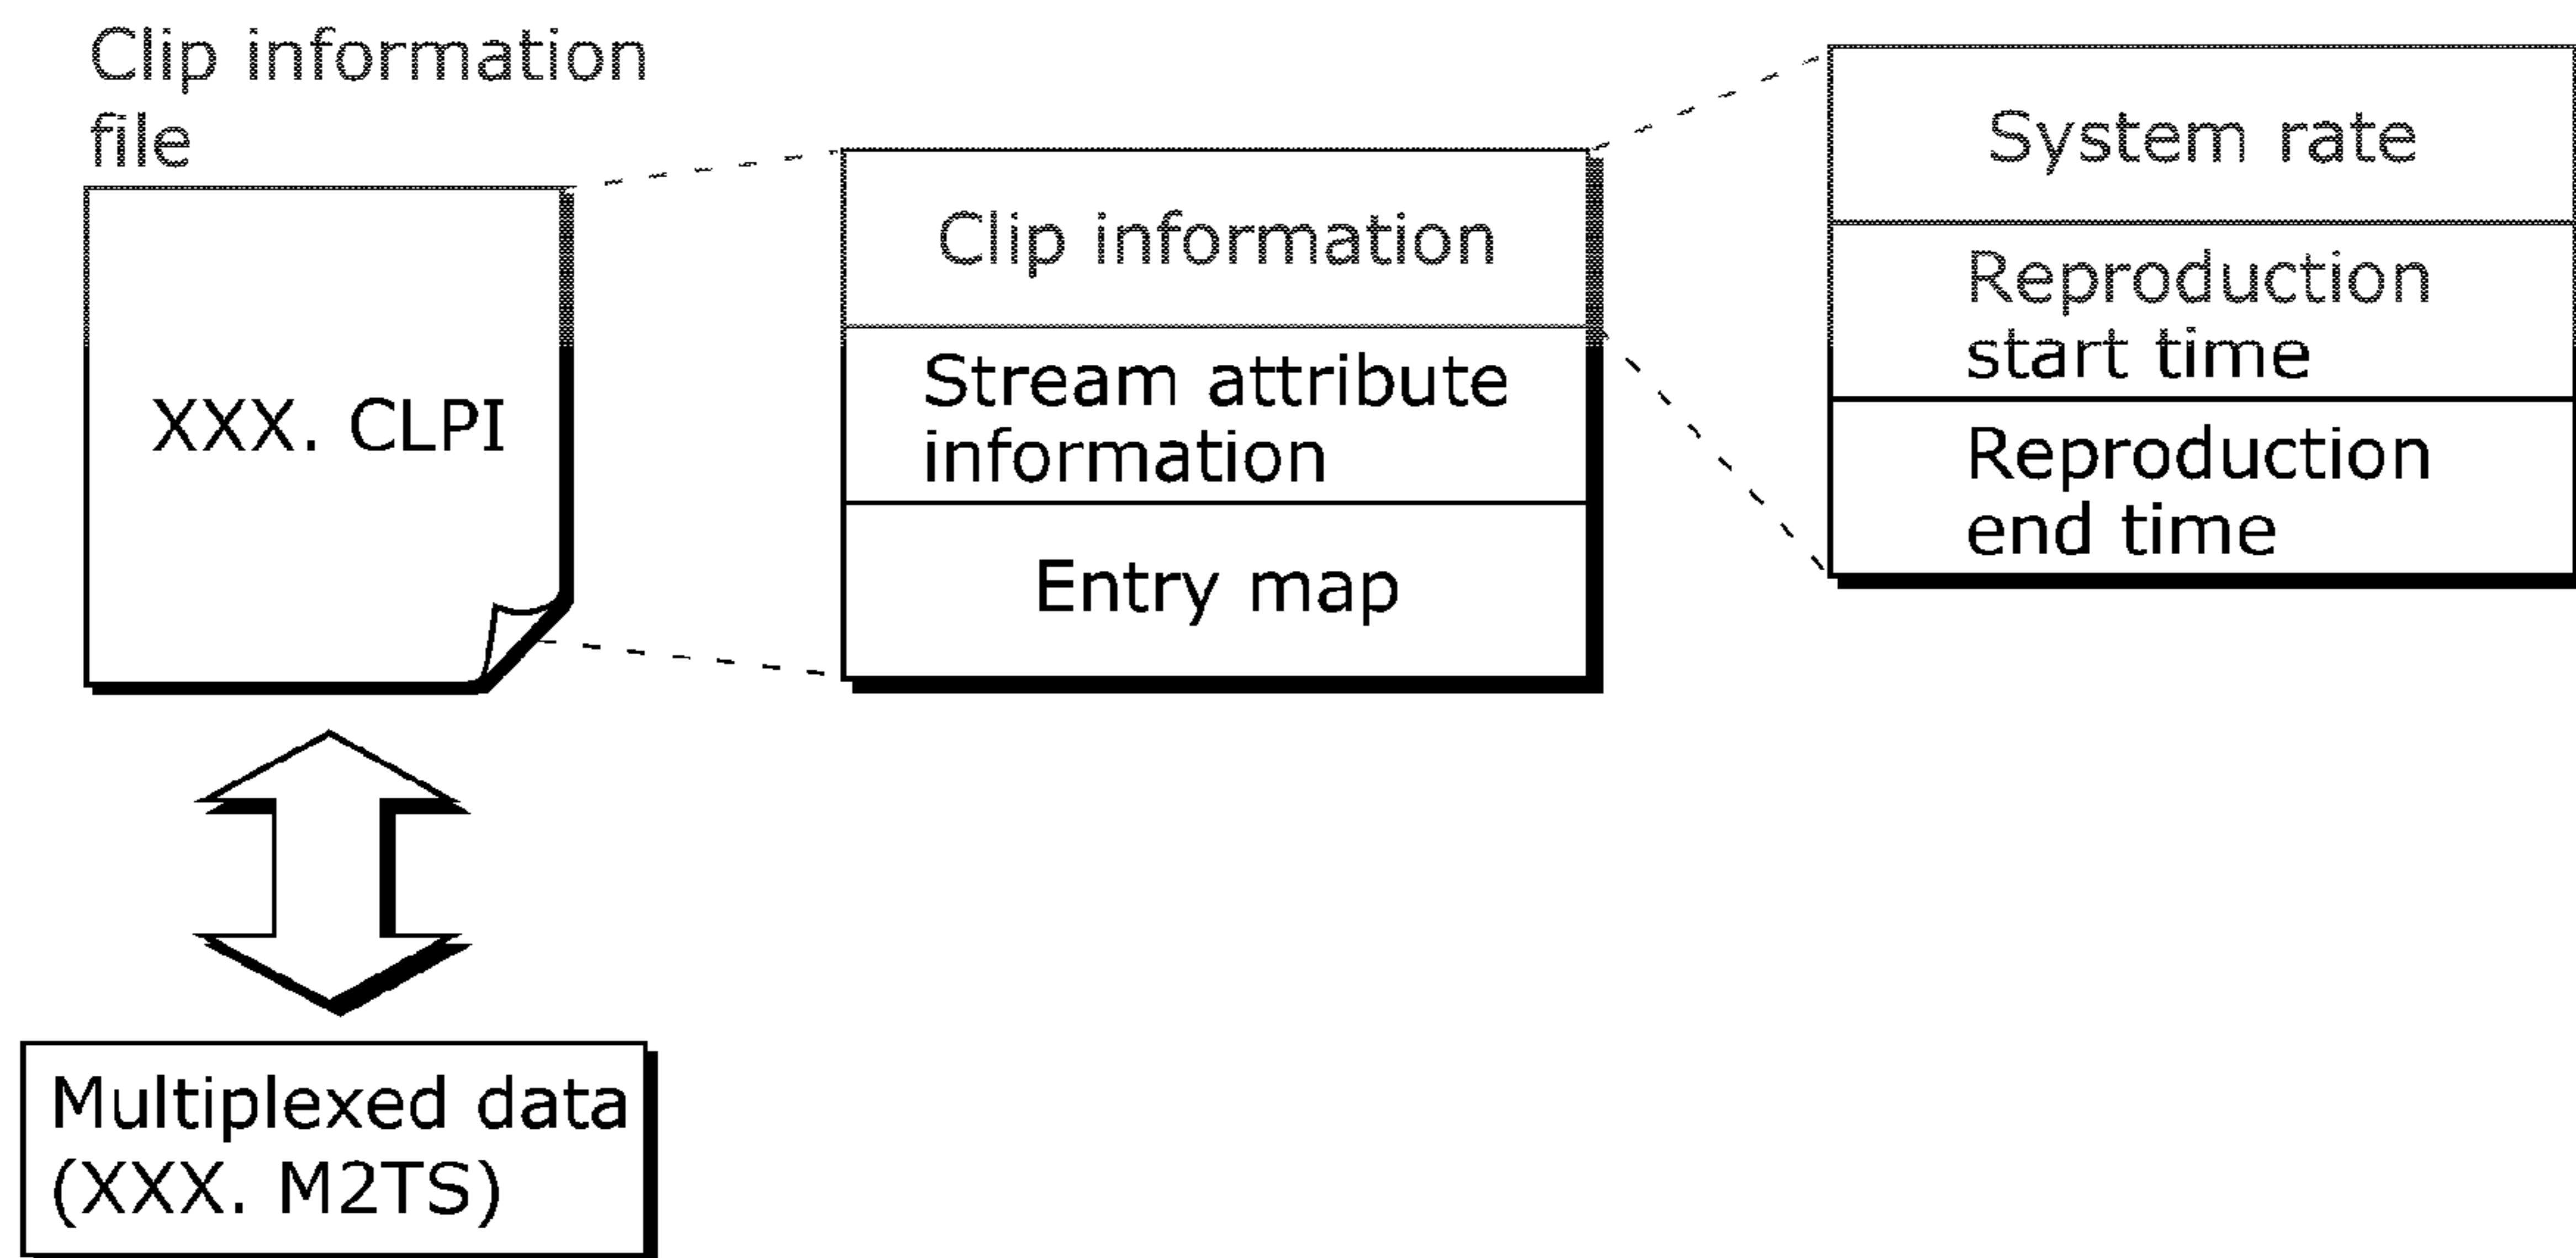 Clip information
file
XXX. CLPI
Clip information
Stream attribute
information
Entry map
System rate
Reproduction
start time
Reproduction
end time
Multiplexed data
(XXX. M2TS)